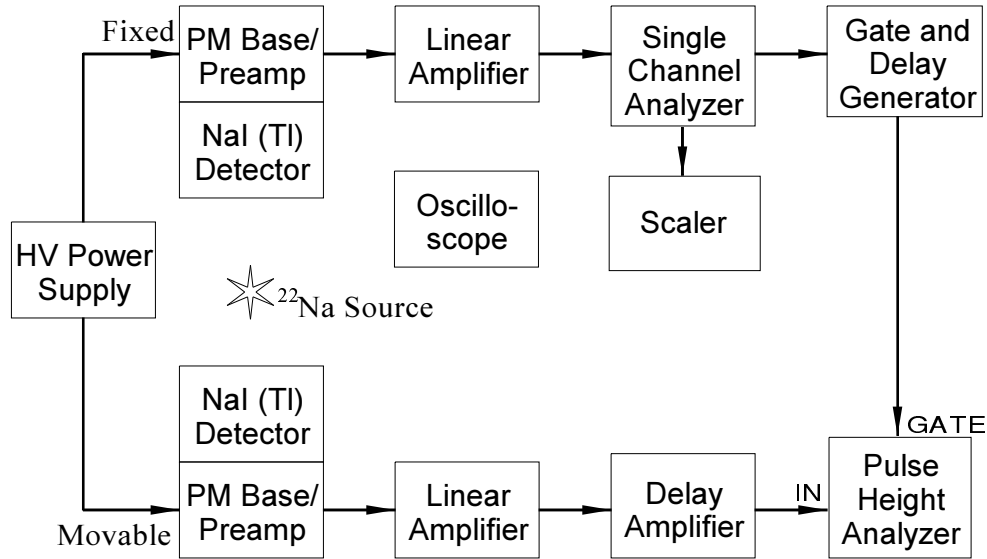 Fixed
PM Base/
Preamp
Linear
Amplifier
Single
Channel
Analyzer
Gate and
Delay
Generator
NaI (Tl)
Detector
Oscillo-
scope
Scaler
HV Power
Supply
²²Na Source
NaI (Tl)
Detector
GATE
PM Base/
Preamp
Linear
Amplifier
Delay
Amplifier
IN
Pulse
Height
Analyzer
Movable